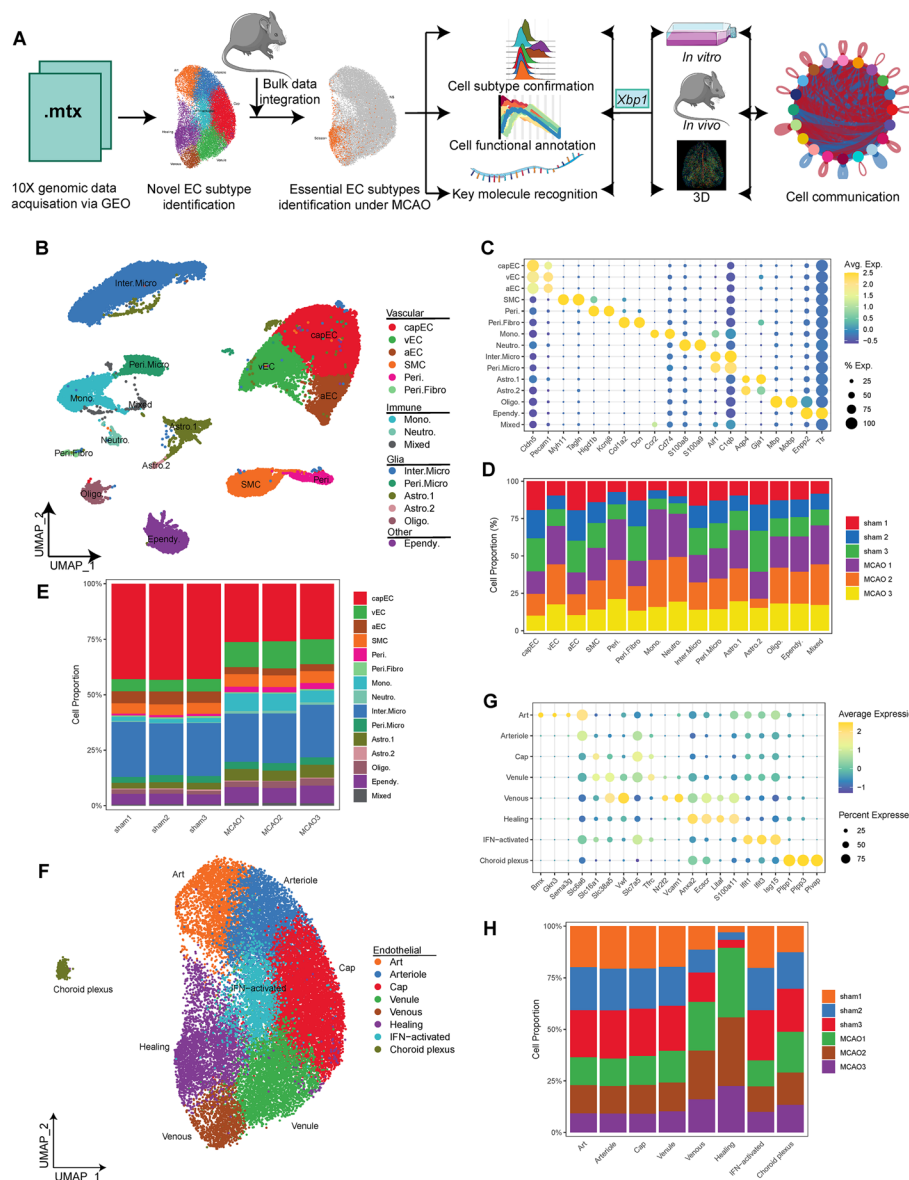 A
.mtx
10X genomic data
acquisation via GEO
Novel EC subtype
identification
Bulk data
integration
Essential EC subtypes
identification under MCAO
Cell subtype confirmation
Cell functional annotation
Key molecule recognition
Xbp1
In vitro
In vivo
3D
Cell communication
Healing
Venous
Venule
B
Inter.Micro
Peri.Micro
Mono.
Mixed
Neutro.
Peri.Fibro
Astro.1
Astro.2
Oligo.
Ependy.
capEC
vEC
aEC
SMC
Peri.
UMAP_2
UMAP_1
Vascular
capEC
vEC
aEC
SMC
Peri.
Peri.Fibro
Immune
Mono.
Neutro.
Mixed
Glia
Inter.Micro
Peri.Micro
Astro.1
Astro.2
Oligo.
Other
Ependy.
C
capEC
vEC
aEC
SMC
Peri.
Peri.Fibro
Mono.
Neutro.
Inter.Micro
Peri.Micro
Astro.1
Astro.2
Oligo.
Ependy.
Mixed
Cldn5 Pecam1 Myh11 Tagln Higd1b Kcnj8 Col1a2 Dcn Ccr2 Cd74 S100a8 S100a9 Aif1 C1qb Aqp4 Gja1 Mbp Mobp Enpp2 Ttr
Avg. Exp.
2.5
2.0
1.5
1.0
0.5
0.0
-0.5
% Exp.
25
50
75
100
D
Cell Proportion (%)
100
75
50
25
0
capEC vEC aEC SMC Peri. Peri.Fibro Mono. Neutro. Inter.Micro Peri.Micro Astro.1 Astro.2 Oligo. Ependy. Mixed
sham 1
sham 2
sham 3
MCAO 1
MCAO 2
MCAO 3
E
Cell Proportion
100%
75%
50%
25%
0%
sham1 sham2 sham3 MCAO1 MCAO2 MCAO3
capEC
vEC
aEC
SMC
Peri.
Peri.Fibro
Mono.
Neutro.
Inter.Micro
Peri.Micro
Astro.1
Astro.2
Oligo.
Ependy.
Mixed
F
Art
Arteriole
Choroid plexus
IFN-activated
Cap
Healing
Venous
Venule
UMAP_2
UMAP_1
Endothelial
Art
Arteriole
Cap
Venule
Venous
Healing
IFN-activated
Choroid plexus
G
Art
Arteriole
Cap
Venule
Venous
Healing
IFN-activated
Choroid plexus
Bmx Gkn3 Sema3g Slc6a6 Slc16a1 Slc38a5 Vwf Slc7a5 Tfrc Nr2f2 Vcam1 Anxa2 Ecscr Litaf S100a11 Ifit1 Ifit3 Isg15 Plpp1 Plpp3 Plvap
Average Expressio
2
1
0
-1
Percent Expresse
25
50
75
H
Cell Proportion
100%
75%
50%
25%
0%
Art Arteriole Cap Venule Venous Healing IFN-activated Choroid plexus
sham1
sham2
sham3
MCAO1
MCAO2
MCAO3